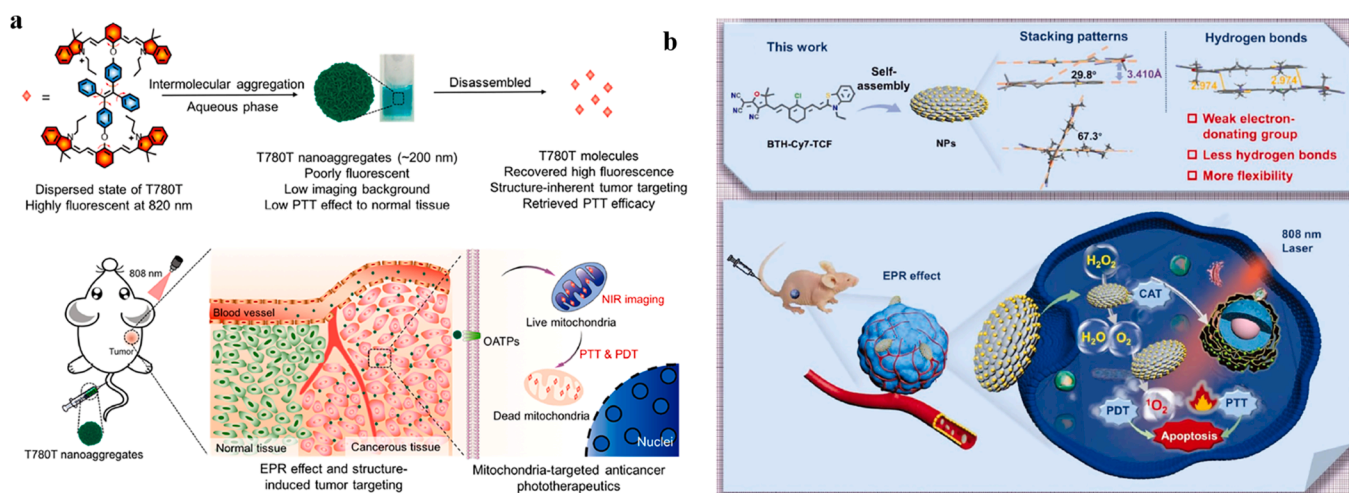 a
N
+
O
O
N
+
N
+
N
=
Dispersed state of T780T
Highly fluorescent at 820 nm
Intermolecular aggregation
Aqueous phase
T780T nanoaggregates (~200 nm)
Poorly fluorescent
Low imaging background
Low PTT effect to normal tissue
Disassembled
T780T molecules
Recovered high fluorescence
Structure-inherent tumor targeting
Retrieved PTT efficacy
808 nm
Tumor
T780T nanoaggregates
Blood vessel
Normal tissue
Cancerous tissue
EPR effect and structure-
induced tumor targeting
OATPs
NIR imaging
Live mitochondria
PTT & PDT
Dead mitochondria
Nuclei
Mitochondria-targeted anticancer
phototherapeutics
b
This work
NC
O
Cl
S
N
BTH-Cy7-TCF
Self-
assembly
NPs
Stacking patterns
29.8°
3.410Å
67.3°
Hydrogen bonds
2.974
2.974
Weak electron-
donating group
Less hydrogen bonds
More flexibility
EPR effect
808 nm
Laser
H2O2
CAT
H2O
O2
PDT
¹O2
PTT
Apoptosis